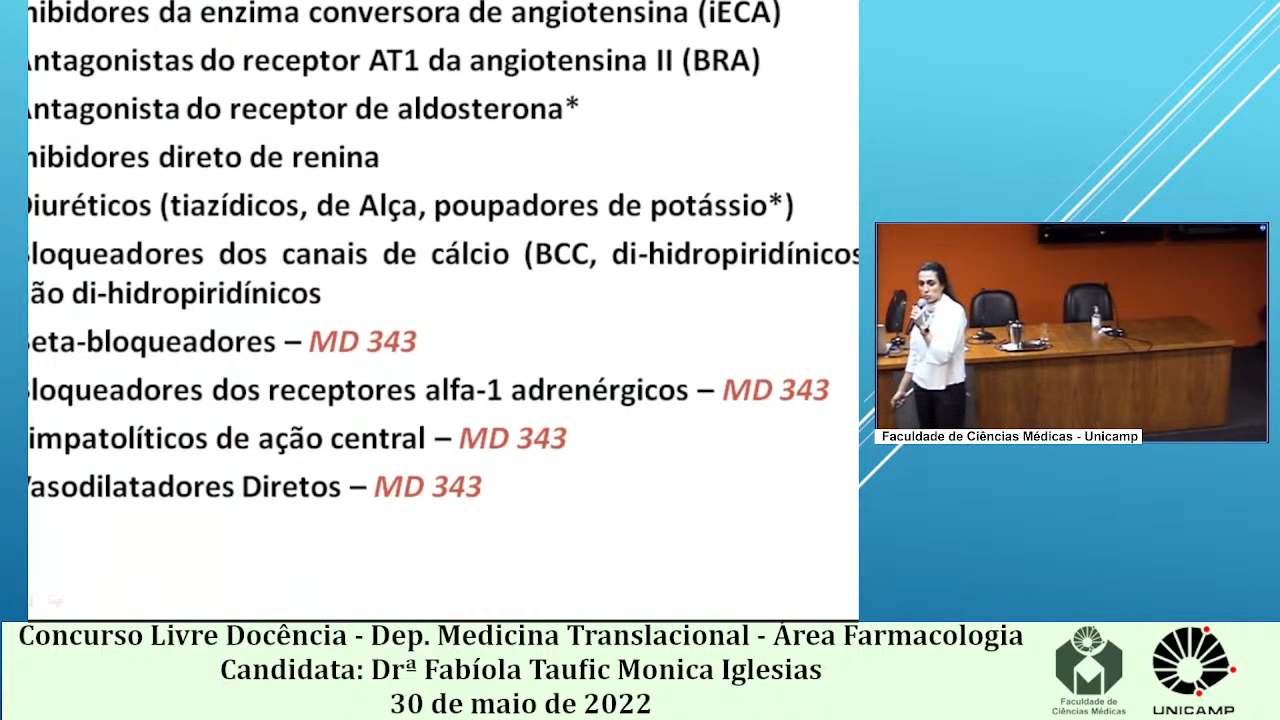 nibidores da enzima conversora de angiotensina (iECA)
ntagonistas do receptor AT1 da angiotensina II (BRA)
ntagonista do receptor de aldosterona*
nibidores direto de renina
iuréticos (tiazídicos, de Alça, poupadores de potássio*)
loqueadores dos canais de cálcio (BCC, di-hidropiridínicos
ão di-hidropiridínicos
eta-bloqueadores – MD 343
loqueadores dos receptores alfa-1 adrenérgicos – MD 343
impatolíticos de ação central – MD 343
Vasodilatadores Diretos – MD 343
Faculdade de Ciências Médicas - Unicamp
Concurso Livre Docência - Dep. Medicina Translacional - Área Farmacologia
Candidata: Drª Fabíola Taufic Monica Iglesias
30 de maio de 2022
Faculdade de
Ciências Médicas
UNICAMP